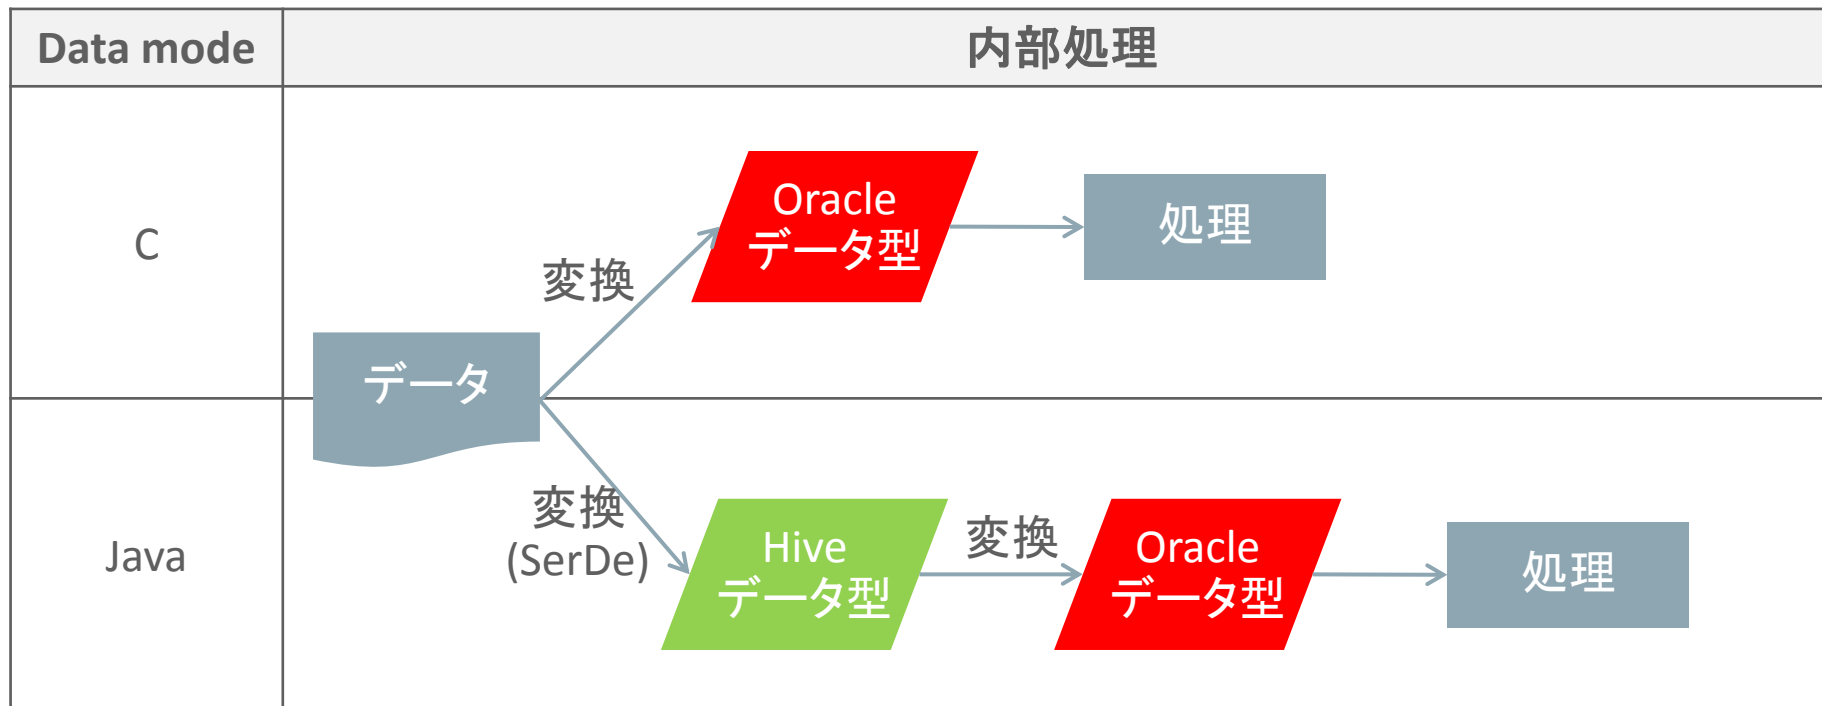 Data mode
内部処理
C
変換
Oracle
データ型
処理
データ
Java
変換
(SerDe)
Hive
データ型
変換
Oracle
データ型
処理